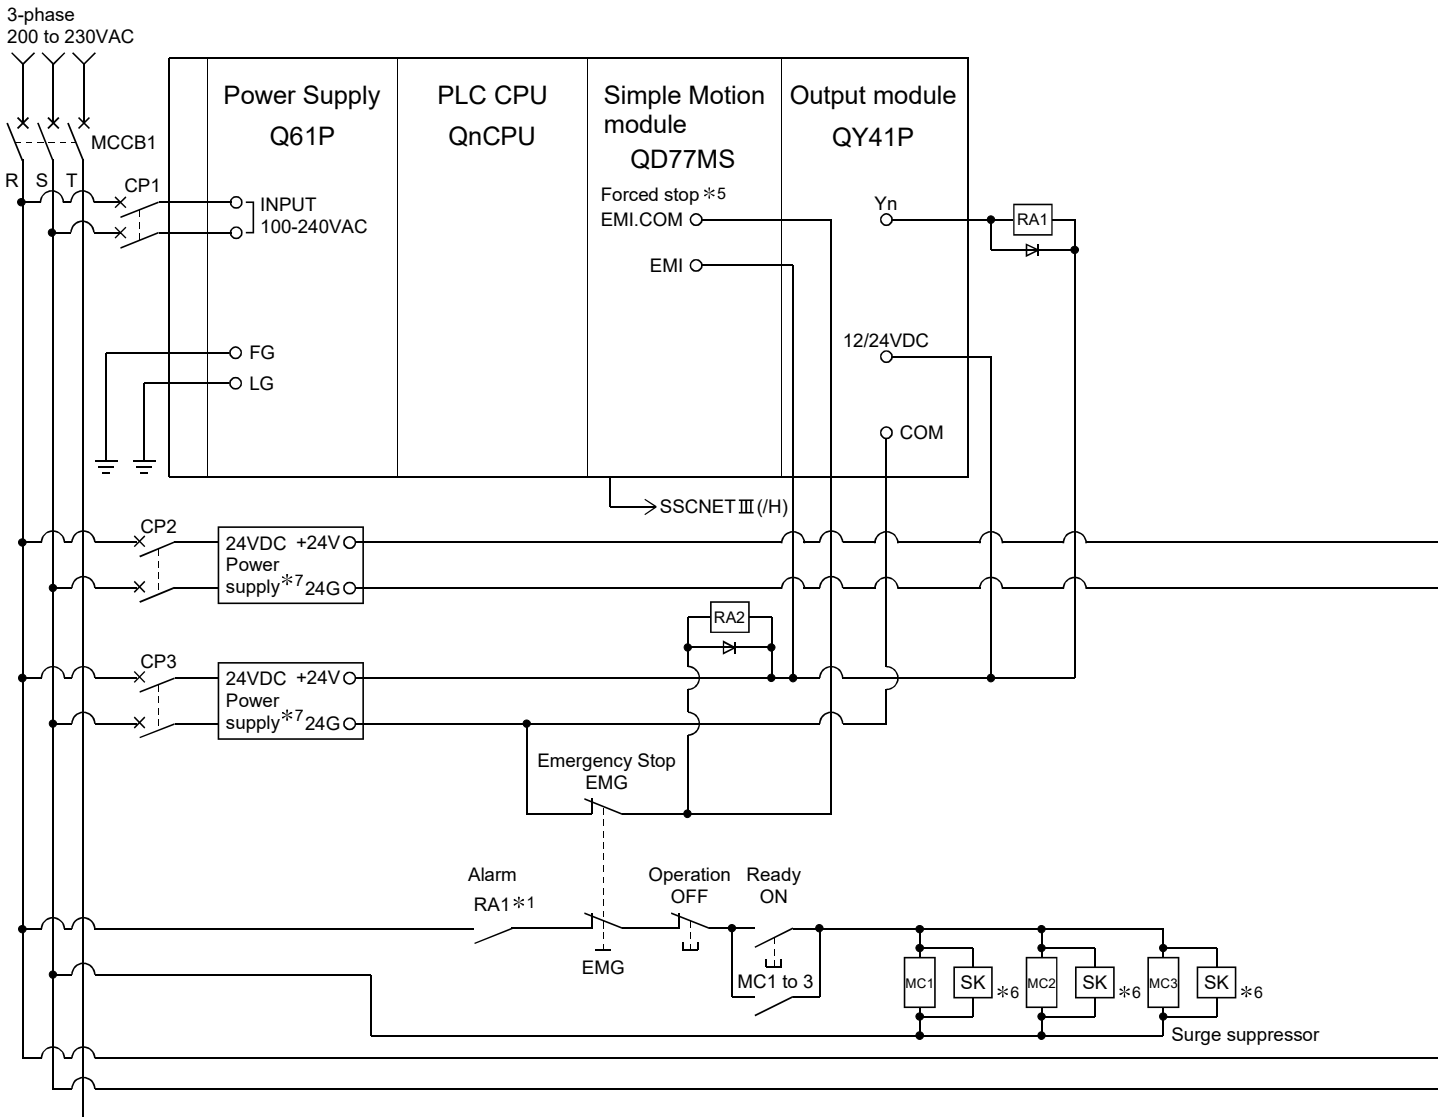 3-phase
200 to 230VAC
MCCB1
R S T
CP1
Power Supply
Q61P
INPUT
100-240VAC
FG
LG
PLC CPU
QnCPU
Simple Motion
module
QD77MS
Forced stop *5
EMI.COM
EMI
Output module
QY41P
Yn
12/24VDC
COM
RA1
SSCNETⅢ(/H)
CP2
24VDC +24V
Power
supply*7 24G
RA2
CP3
24VDC +24V
Power
supply*7 24G
Emergency Stop
EMG
Alarm
RA1*1
EMG
Operation
OFF
Ready
ON
MC1 to 3
MC1 SK *6
MC2 SK *6
MC3 SK *6
Surge suppressor